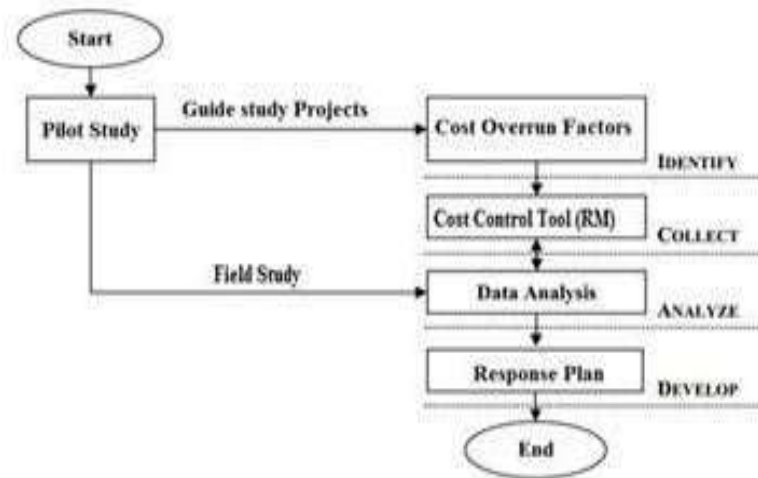 Start
Pilot Study
Guide study Projects
Cost Overrun Factors
IDENTIFY
Cost Control Tool (RM)
COLLECT
Field Study
Data Analysis
ANALYZE
Response Plan
DEVELOP
End